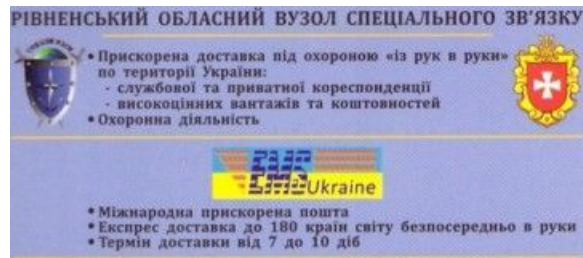 РІВНЕНСЬКИЙ ОБЛАСНИЙ ВУЗОЛ СПЕЦІАЛЬНОГО ЗВ'ЯЗКУ
• Прискорена доставка під охороною «із рук в руки»
по території України:
- службової та приватної кореспонденції
- високоцінних вантажів та коштовностей
• Охоронна діяльність
EMS Ukraine
• Міжнародна прискорена пошта
• Експрес доставка до 180 країн світу безпосередньо в руки
• Термін доставки від 7 до 10 діб